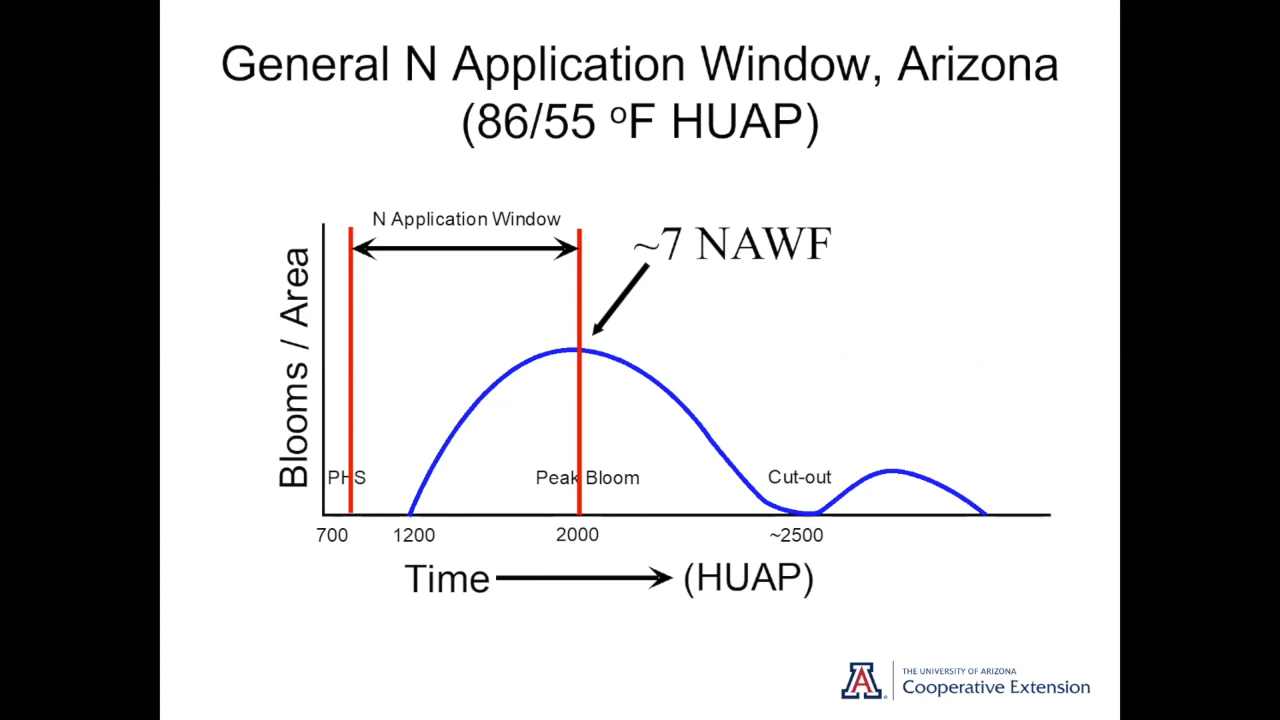 General N Application Window, Arizona
(86/55 ºF HUAP)
N Application Window
~7 NAWF
Blooms / Area
PHS
Peak Bloom
Cut-out
700
1200
2000
~2500
Time
(HUAP)
THE UNIVERSITY OF ARIZONA
Cooperative Extension
A